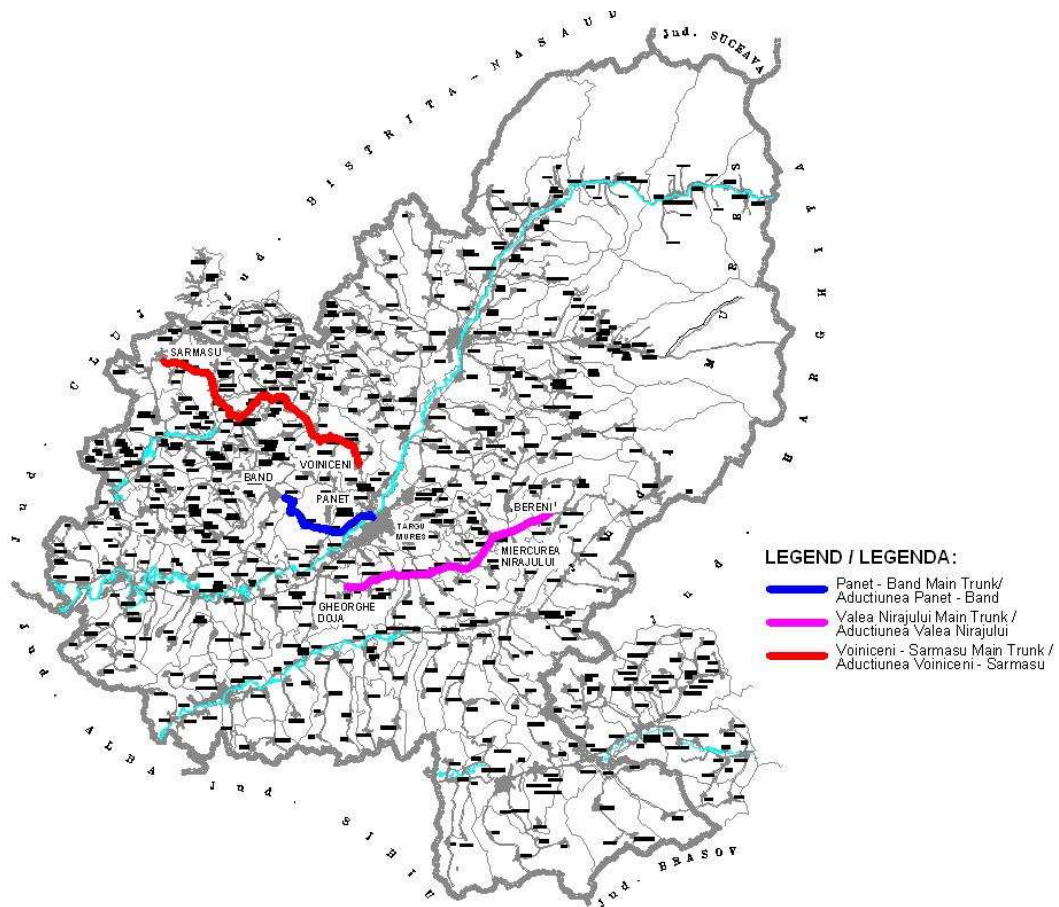 Jud. SUCEAVA
Jud. BISTRITA - NASAUD
Jud. CLUJ
HARGHITA
MURES
SARMASU
VOINICENI
BAND
PANET
TARGU
MURES
BERENI
MIERCUREA
NIRAJULUI
GHEORGHE
DOJA
LEGEND / LEGENDA:
Panet - Band Main Trunk/
Aductiunea Panet - Band
Valea Nirajului Main Trunk /
Aductiunea Valea Nirajului
Voiniceni - Sarmasu Main Trunk /
Aductiunea Voiniceni - Sarmasu
Jud.
Jud. ALBA
Jud. SIBIU
Jud. BRASOV